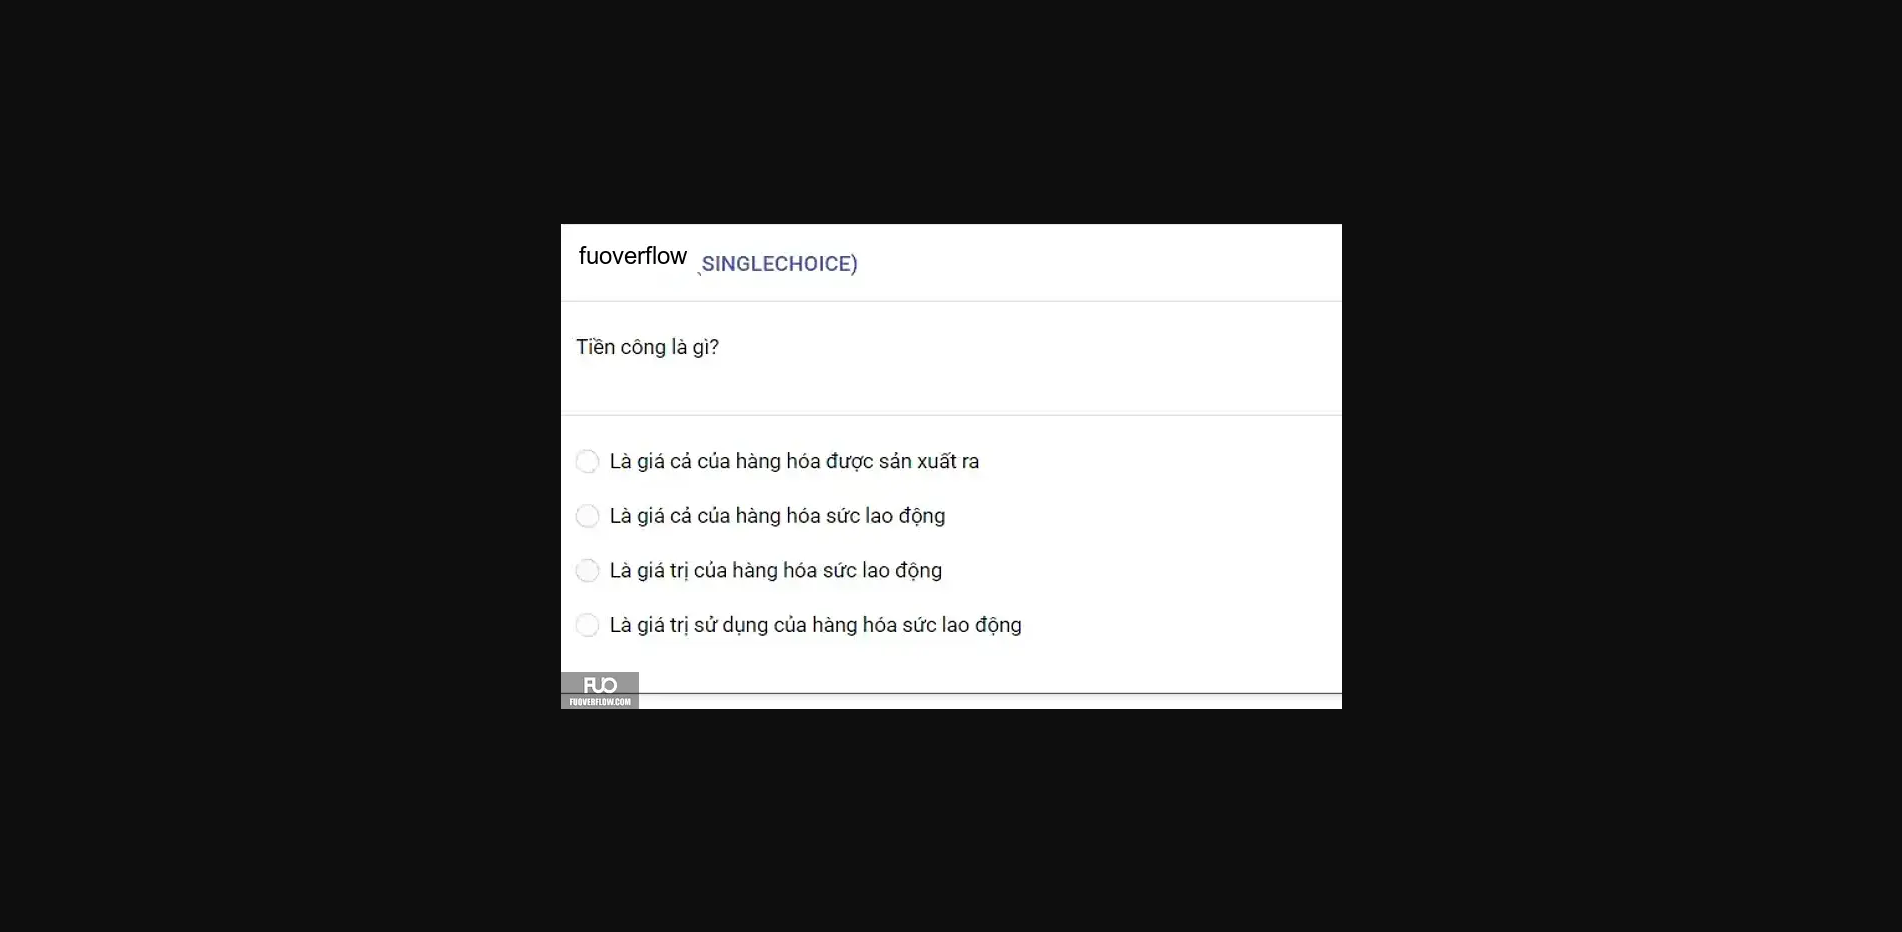 fuoverflow
SINGLECHOICE)
Tiền công là gì?
Là giá cả của hàng hóa được sản xuất ra
Là giá cả của hàng hóa sức lao động
Là giá trị của hàng hóa sức lao động
Là giá trị sử dụng của hàng hóa sức lao động
FUO
FUOVERFLOW.COM